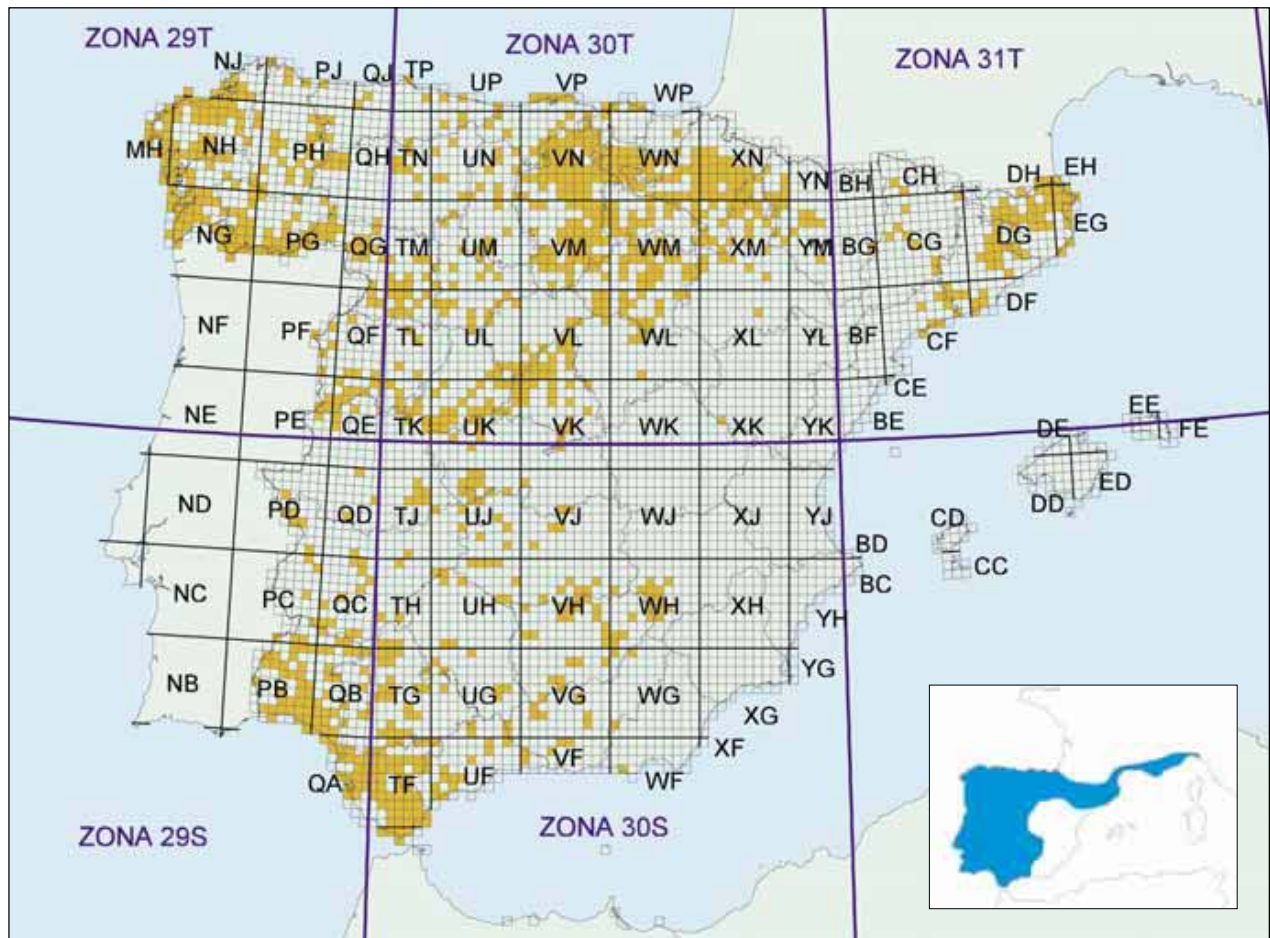 ZONA 29T
ZONA 30T
ZONA 31T
NJ PJ QJ TP UP VP WP
MH NH PH QH TN UN VN WN XN YN BH CH DH EH
NG PG QG TM UM VM WM XM YM BG CG DG EG
NF PF QF TL UL VL WL XL YL BF CF DF
NE PE QE TK UK VK WK XK YK BE CE DE EE FE
ND PD QD TJ UJ VJ WJ XJ YJ BD CD DD ED
NC PC QC TH UH VH WH XH YH BC CC
NB PB QB TG UG VG WG XG YG
QA TF UF VF WF XF
ZONA 29S
ZONA 30S